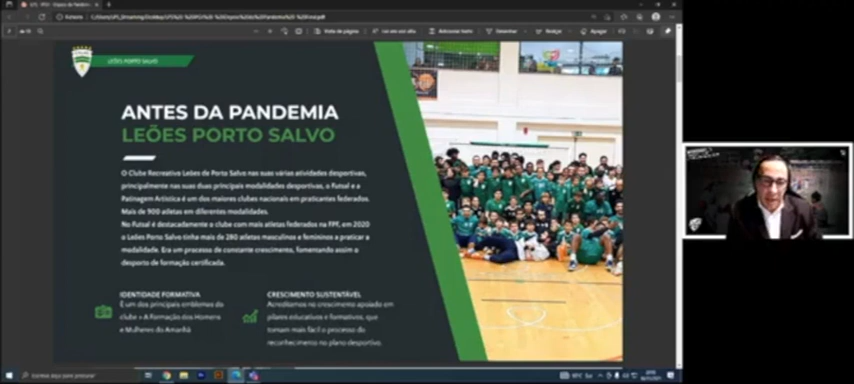 LEÕES PORTO SALVO
ANTES DA PANDEMIA
LEÕES PORTO SALVO
O Clube Recreativo Leões de Porto Salvo nas suas várias atividades desportivas,
principalmente nas suas duas principais modalidades desportivas, o Futsal e a
Patinagem Artística é um dos maiores clubes nacionais em praticantes federados.
Mais de 900 atletas em diferentes modalidades.
No Futsal é destacadamente o clube com mais atletas federados na FPF, em 2020
o Leões Porto Salvo tinha mais de 280 atletas masculinos e femininos a praticar a
modalidade. Era um processo de constante crescimento, fomentando assim o
desporto de formação certificada.
IDENTIDADE FORMATIVA
É um dos principais emblemas do
clube « A Formação dos Homens
e Mulheres do Amanhã
CRESCIMENTO SUSTENTÁVEL
Acreditamos no crescimento apoiado em
pilares educativos e formativos, que
tornam mais fácil o processo do
reconhecimento no plano desportivo.